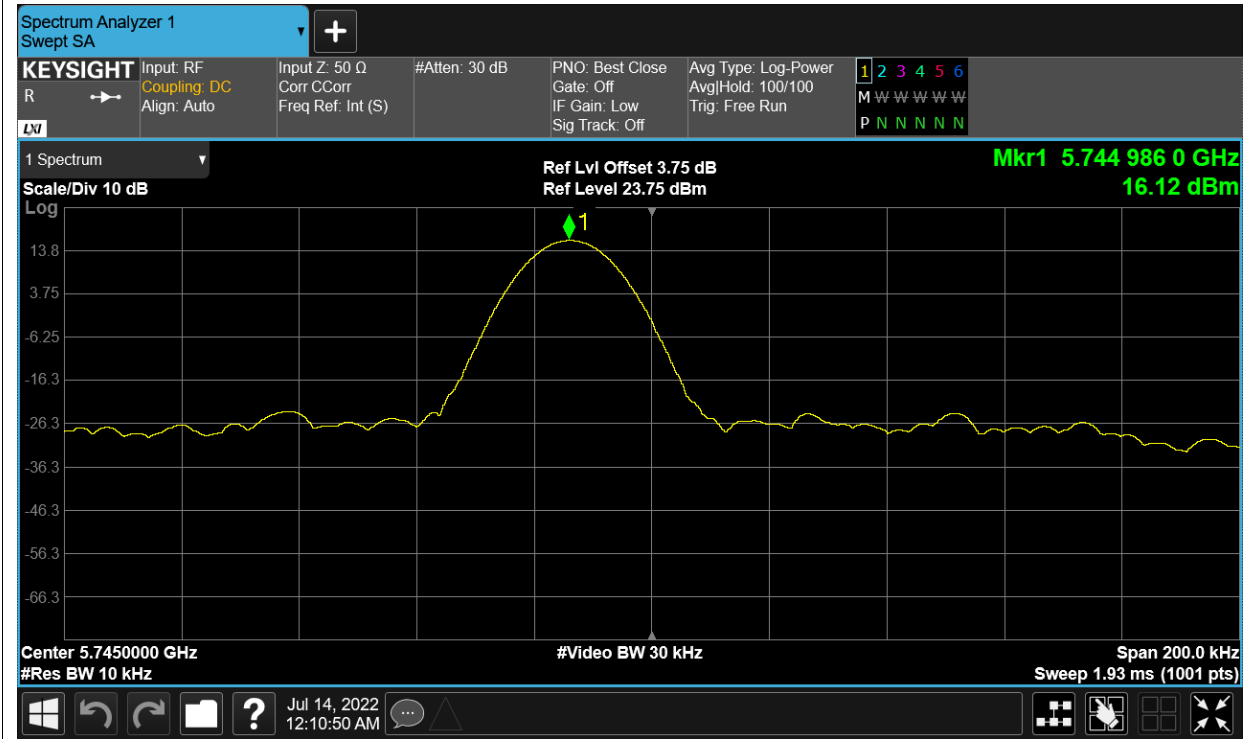 Spectrum Analyzer 1
Swept SA
+
KEYSIGHT
R
LXI
Input: RF
Coupling: DC
Align: Auto
Input Z: 50 Ω
Corr CCorr
Freq Ref: Int (S)
#Atten: 30 dB
PNO: Best Close
Gate: Off
IF Gain: Low
Sig Track: Off
Avg Type: Log-Power
Avg|Hold: 100/100
Trig: Free Run
1 2 3 4 5 6
M W W W W W
P N N N N N
1 Spectrum
Scale/Div 10 dB
Log
Ref Lvl Offset 3.75 dB
Ref Level 23.75 dBm
Mkr1 5.744 986 0 GHz
16.12 dBm
1
13.8
3.75
-6.25
-16.3
-26.3
-36.3
-46.3
-56.3
-66.3
Center 5.7450000 GHz
#Res BW 10 kHz
#Video BW 30 kHz
Span 200.0 kHz
Sweep 1.93 ms (1001 pts)
?
Jul 14, 2022
12:10:50 AM